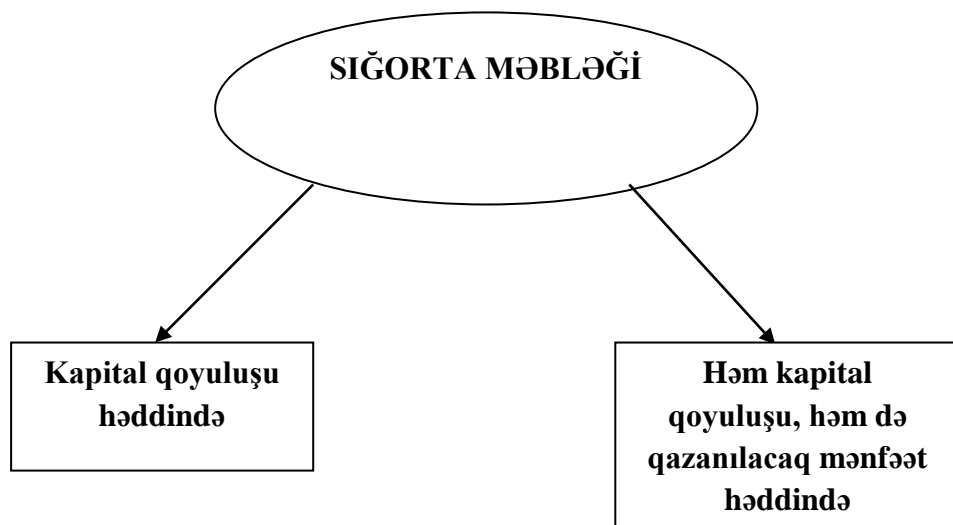 SIĞORTA MƏBLƏĞİ
Kapital qoyuluşu
həddində
Həm kapital
qoyuluşu, həm də
qazanılacaq mənfəət
həddində